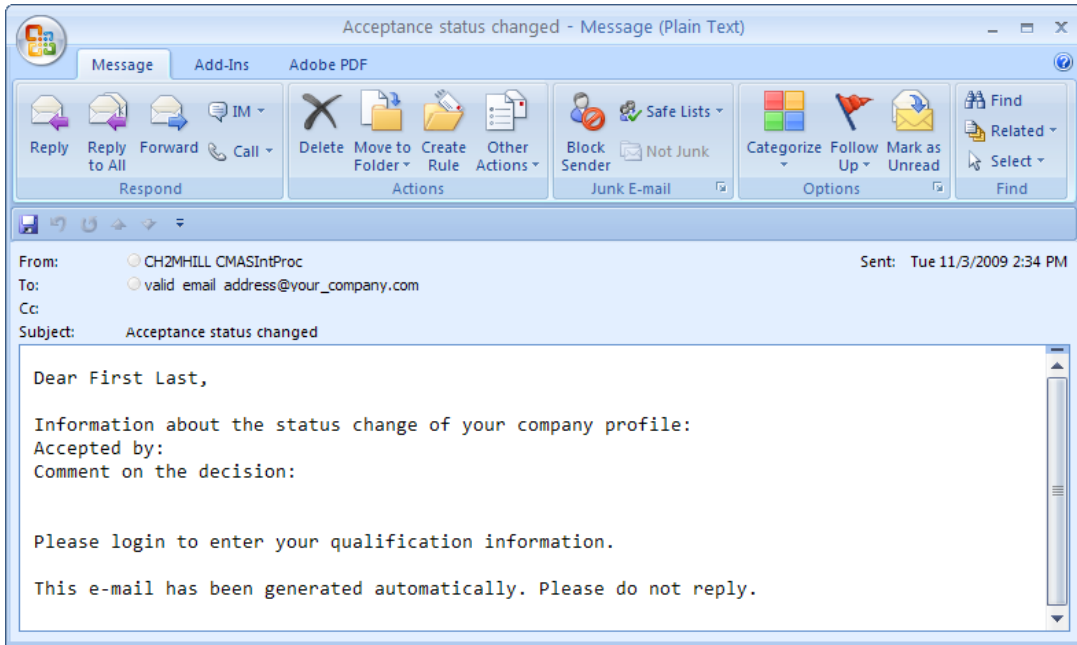 Acceptance status changed - Message (Plain Text)
Message Add-Ins Adobe PDF
Reply
Reply to All
Forward
IM
Call
Respond
Delete
Move to Folder
Create Rule
Other Actions
Actions
Block Sender
Safe Lists
Not Junk
Junk E-mail
Categorize
Follow Up
Mark as Unread
Options
Find
Related
Select
Find
From: CH2MHILL CMASIntProc Sent: Tue 11/3/2009 2:34 PM
To: valid email address@your_company.com
Cc:
Subject: Acceptance status changed
Dear First Last,
Information about the status change of your company profile:
Accepted by:
Comment on the decision:
Please login to enter your qualification information.
This e-mail has been generated automatically. Please do not reply.